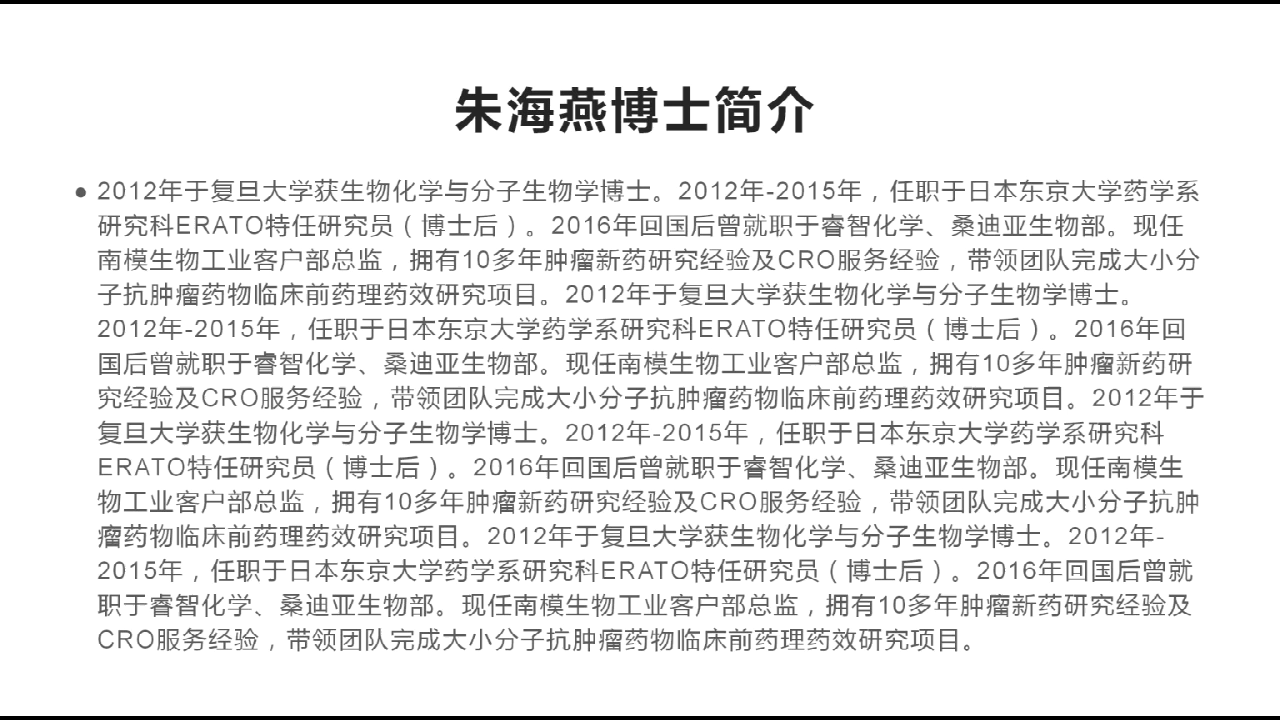 朱海燕博士简介
• 2012年于复旦大学获生物化学与分子生物学博士。2012年-2015年，任职于日本东京大学药学系
研究科ERATO特任研究员（博士后）。2016年回国后曾就职于睿智化学、桑迪亚生物部。现任
南模生物工业客户部总监，拥有10多年肿瘤新药研究经验及CRO服务经验，带领团队完成大小分
子抗肿瘤药物临床前药理药效研究项目。2012年于复旦大学获生物化学与分子生物学博士。
2012年-2015年，任职于日本东京大学药学系研究科ERATO特任研究员（博士后）。2016年回
国后曾就职于睿智化学、桑迪亚生物部。现任南模生物工业客户部总监，拥有10多年肿瘤新药研
究经验及CRO服务经验，带领团队完成大小分子抗肿瘤药物临床前药理药效研究项目。2012年于
复旦大学获生物化学与分子生物学博士。2012年-2015年，任职于日本东京大学药学系研究科
ERATO特任研究员（博士后）。2016年回国后曾就职于睿智化学、桑迪亚生物部。现任南模生
物工业客户部总监，拥有10多年肿瘤新药研究经验及CRO服务经验，带领团队完成大小分子抗肿
瘤药物临床前药理药效研究项目。2012年于复旦大学获生物化学与分子生物学博士。2012年-
2015年，任职于日本东京大学药学系研究科ERATO特任研究员（博士后）。2016年回国后曾就
职于睿智化学、桑迪亚生物部。现任南模生物工业客户部总监，拥有10多年肿瘤新药研究经验及
CRO服务经验，带领团队完成大小分子抗肿瘤药物临床前药理药效研究项目。